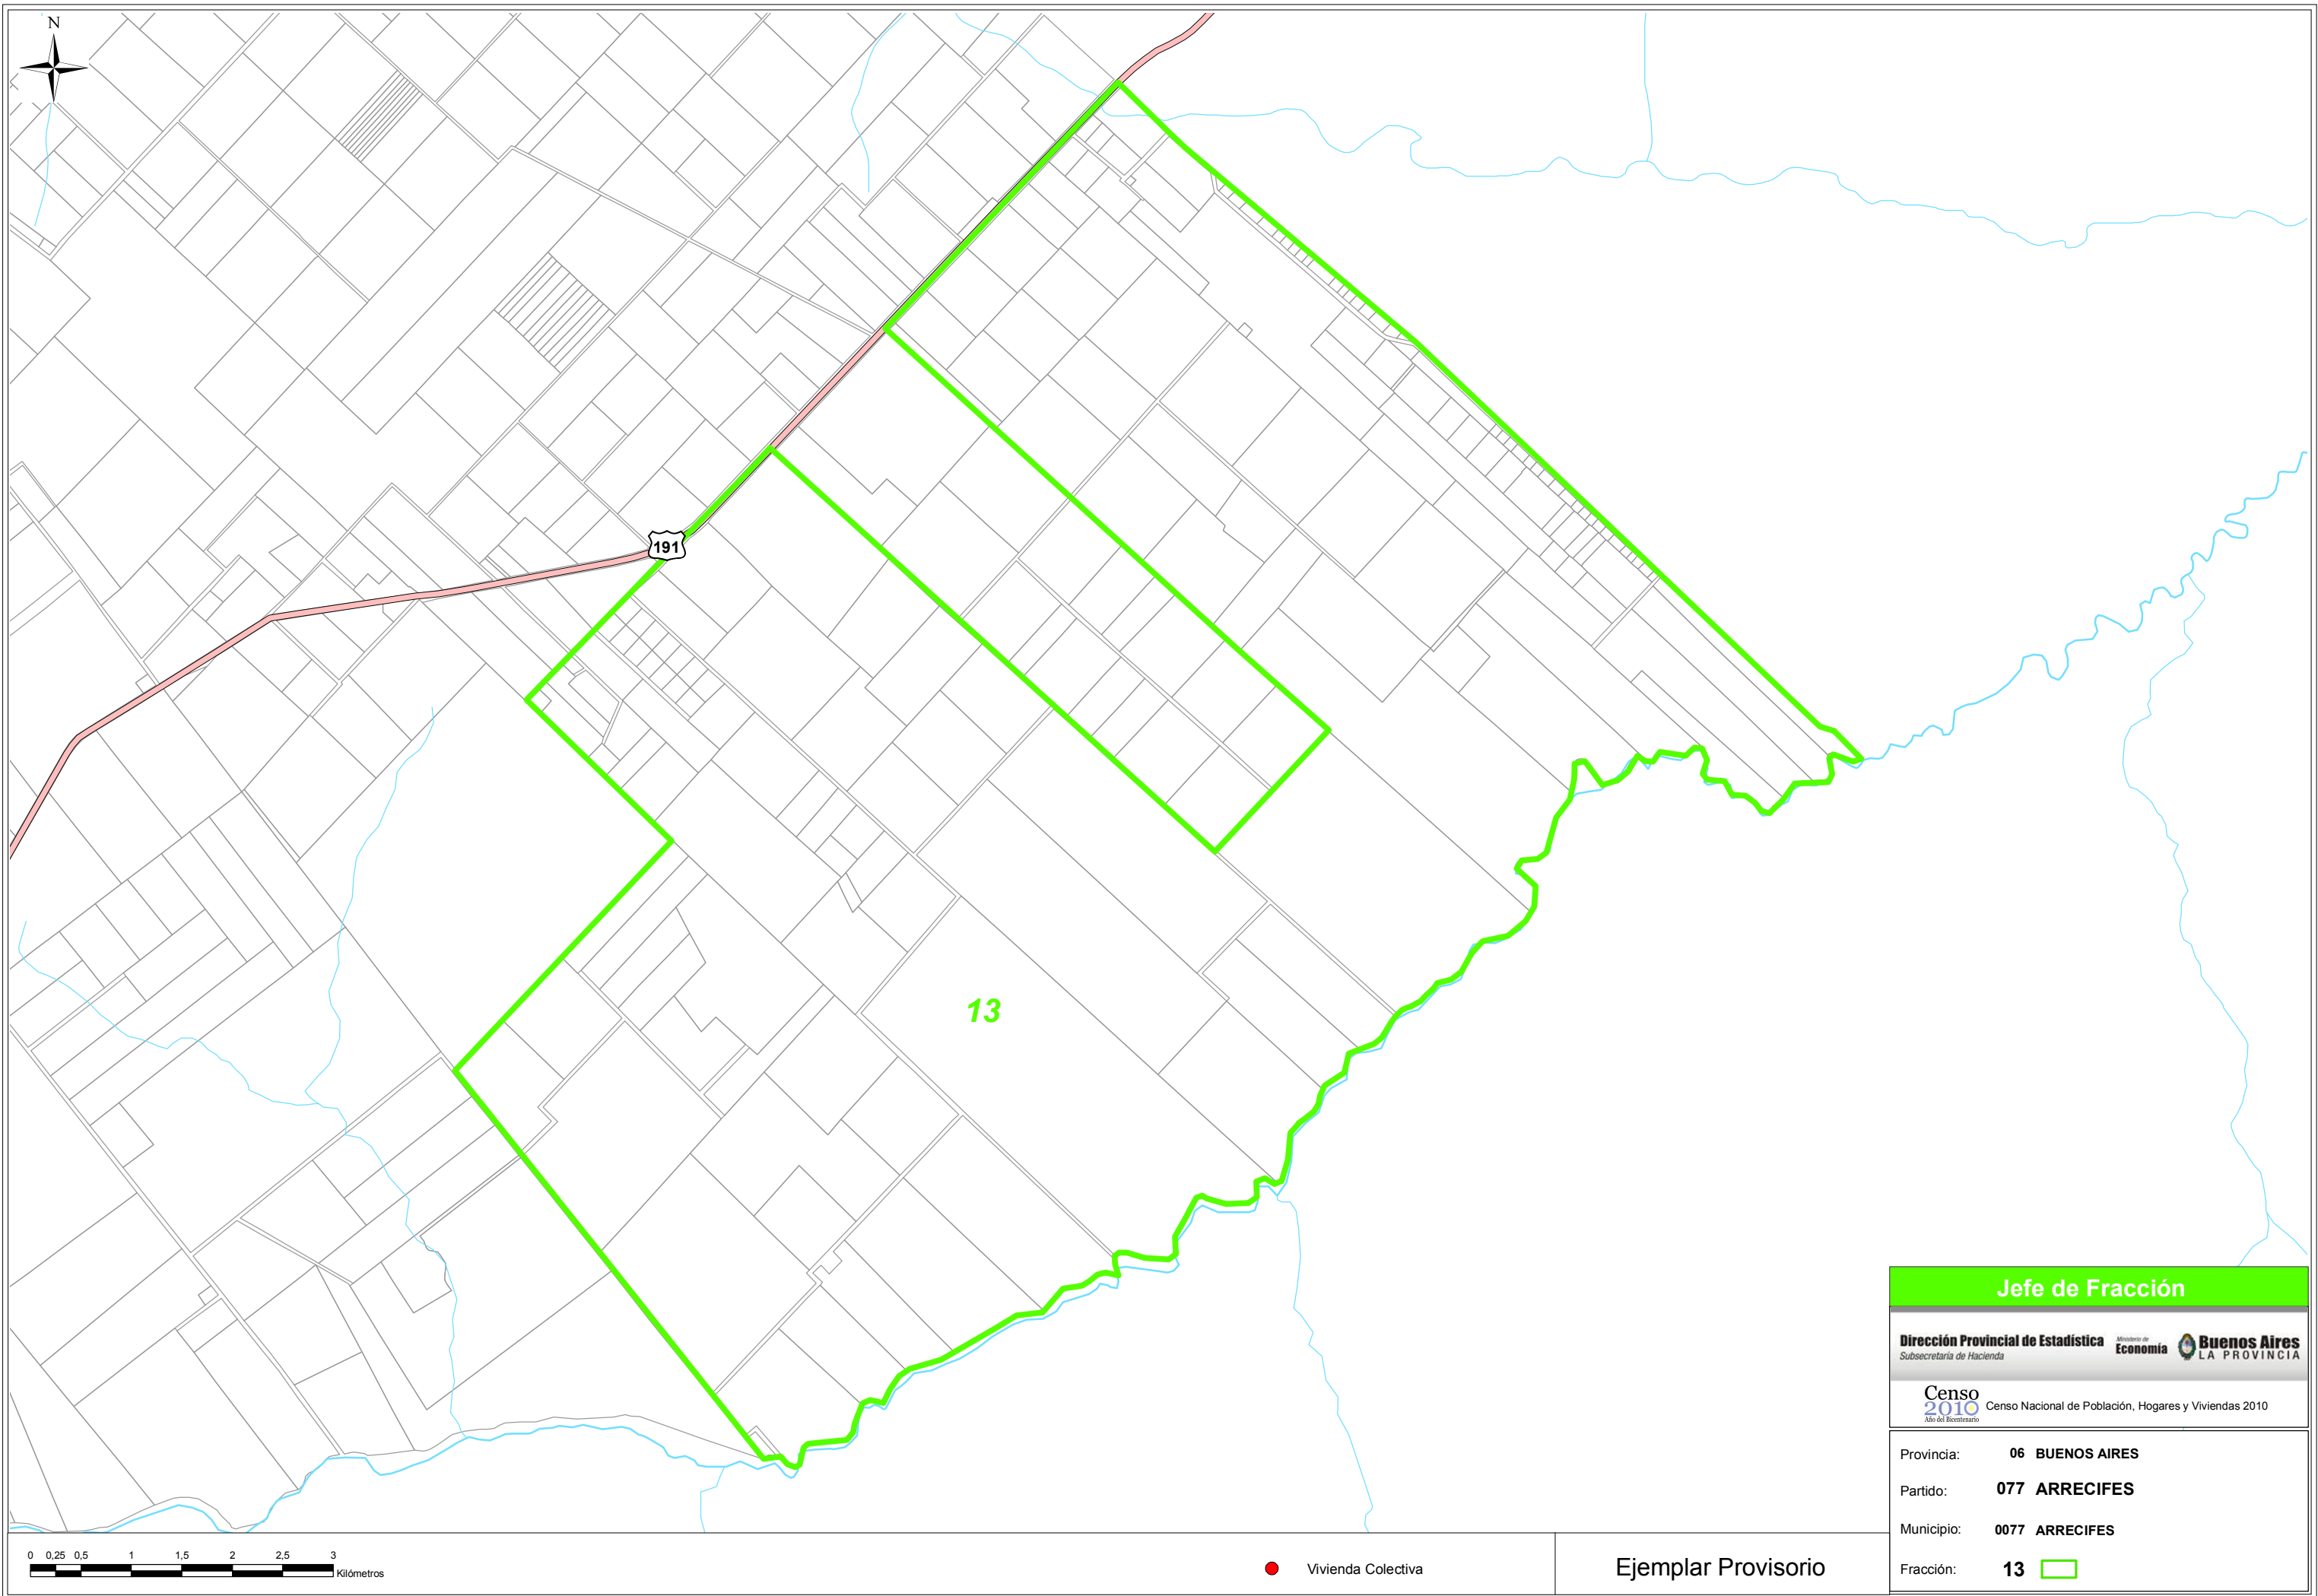 N
191
13
Jefe de Fracción
Dirección Provincial de Estadística
Subsecretaría de Hacienda
Ministerio de
Economía
Buenos Aires
LA PROVINCIA
Censo
2010
Año del Bicentenario
Censo Nacional de Población, Hogares y Viviendas 2010
Provincia: 06 BUENOS AIRES
Partido: 077 ARRECIFES
Municipio: 0077 ARRECIFES
Fracción: 13
0 0,25 0,5 1 1,5 2 2,5 3
Kilómetros
Vivienda Colectiva
Ejemplar Provisorio